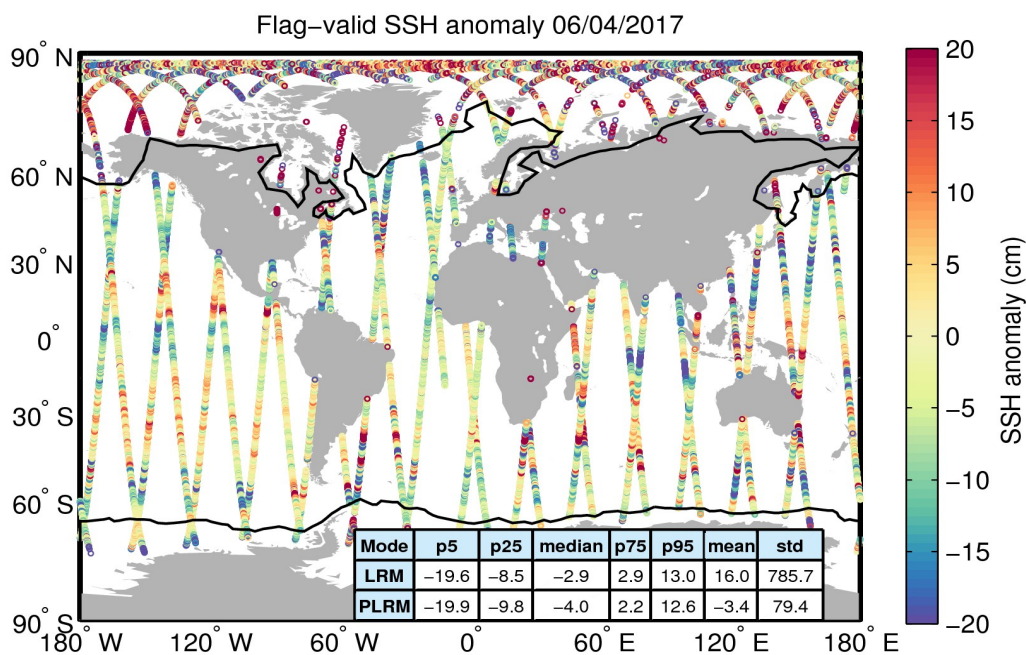 Flag−valid SSH anomaly 06/04/2017
90° N
60° N
30° N
0°
30° S
60° S
90° S
180° W
120° W
60° W
0°
60° E
120° E
180° E
Mode p5 p25 median p75 p95 mean std
LRM −19.6 −8.5 −2.9 2.9 13.0 16.0 785.7
PLRM −19.9 −9.8 −4.0 2.2 12.6 −3.4 79.4
20
15
10
5
0
−5
−10
−15
−20
SSH anomaly (cm)